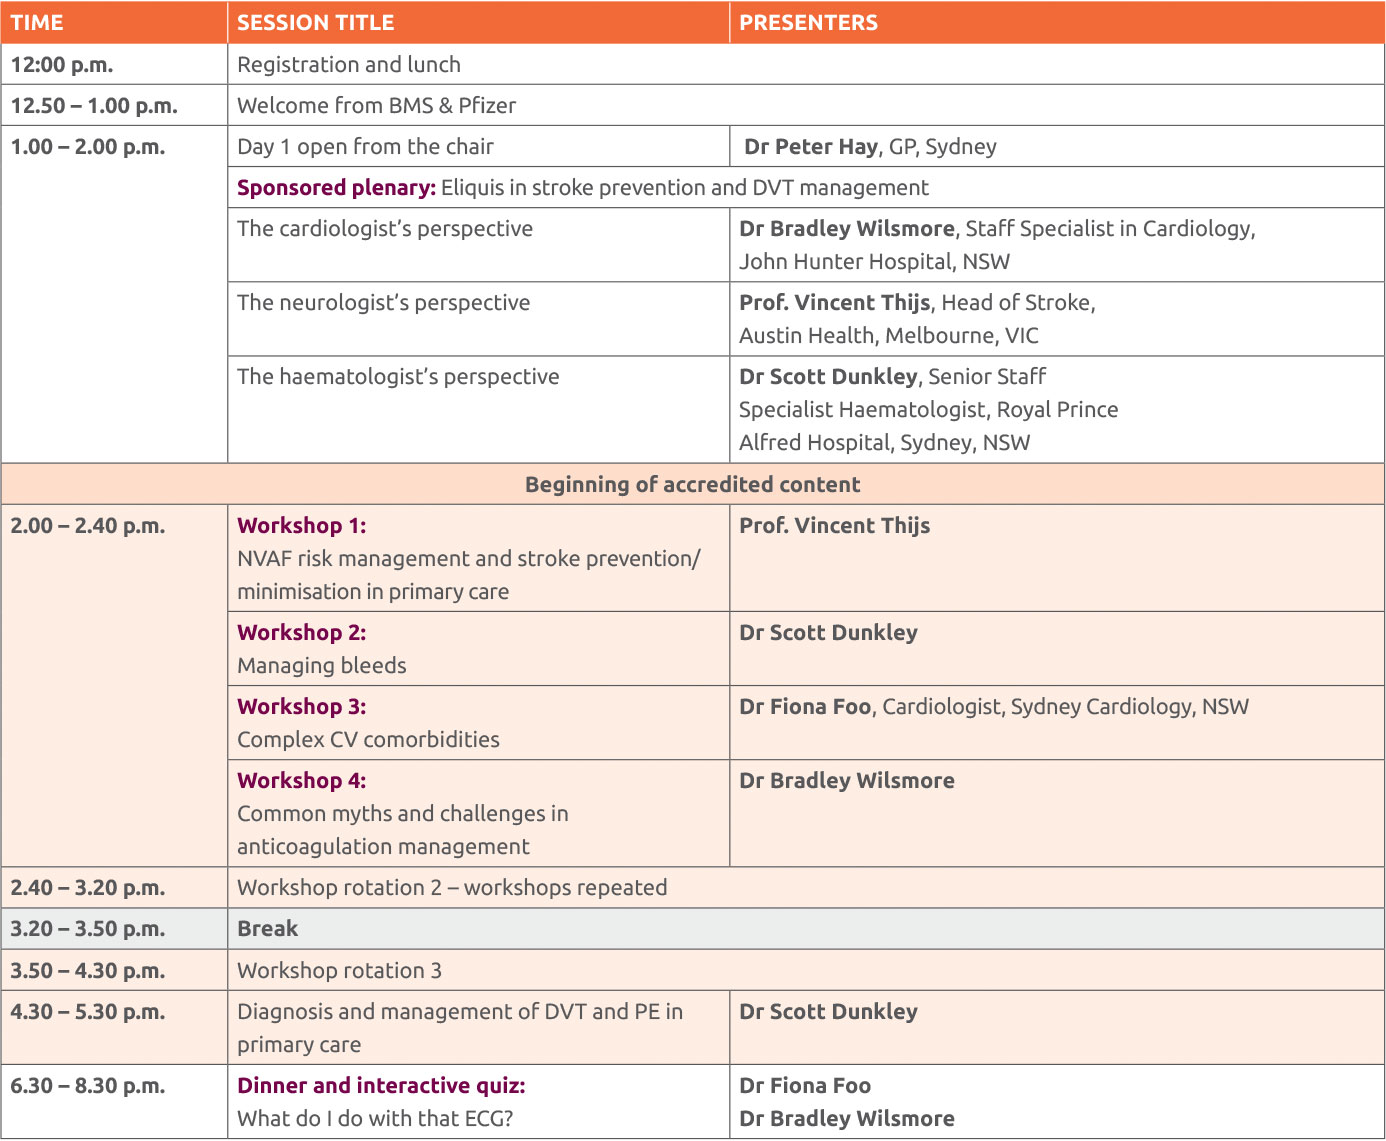 TIME SESSION TITLE PRESENTERS
12:00 p.m. Registration and lunch
12.50 – 1.00 p.m. Welcome from BMS & Pfizer
1.00 – 2.00 p.m. Day 1 open from the chair Dr Peter Hay, GP, Sydney
Sponsored plenary: Eliquis in stroke prevention and DVT management
The cardiologist’s perspective Dr Bradley Wilsmore, Staff Specialist in Cardiology,
John Hunter Hospital, NSW
The neurologist’s perspective Prof. Vincent Thijs, Head of Stroke,
Austin Health, Melbourne, VIC
The haematologist’s perspective Dr Scott Dunkley, Senior Staff
Specialist Haematologist, Royal Prince
Alfred Hospital, Sydney, NSW
Beginning of accredited content
2.00 – 2.40 p.m. Workshop 1: Prof. Vincent Thijs
NVAF risk management and stroke prevention/
minimisation in primary care
Workshop 2: Dr Scott Dunkley
Managing bleeds
Workshop 3: Dr Fiona Foo, Cardiologist, Sydney Cardiology, NSW
Complex CV comorbidities
Workshop 4: Dr Bradley Wilsmore
Common myths and challenges in
anticoagulation management
2.40 – 3.20 p.m. Workshop rotation 2 – workshops repeated
3.20 – 3.50 p.m. Break
3.50 – 4.30 p.m. Workshop rotation 3
4.30 – 5.30 p.m. Diagnosis and management of DVT and PE in Dr Scott Dunkley
primary care
6.30 – 8.30 p.m. Dinner and interactive quiz: Dr Fiona Foo
What do I do with that ECG? Dr Bradley Wilsmore